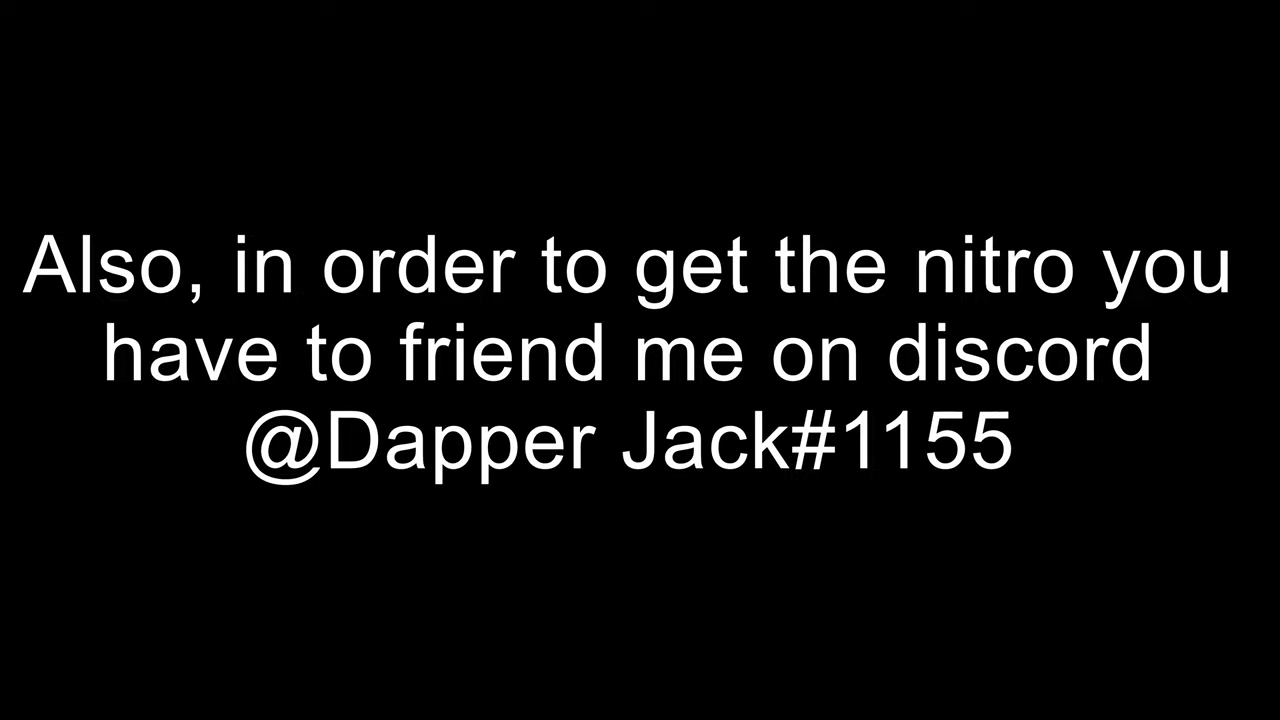 Also, in order to get the nitro you
have to friend me on discord
@Dapper Jack#1155